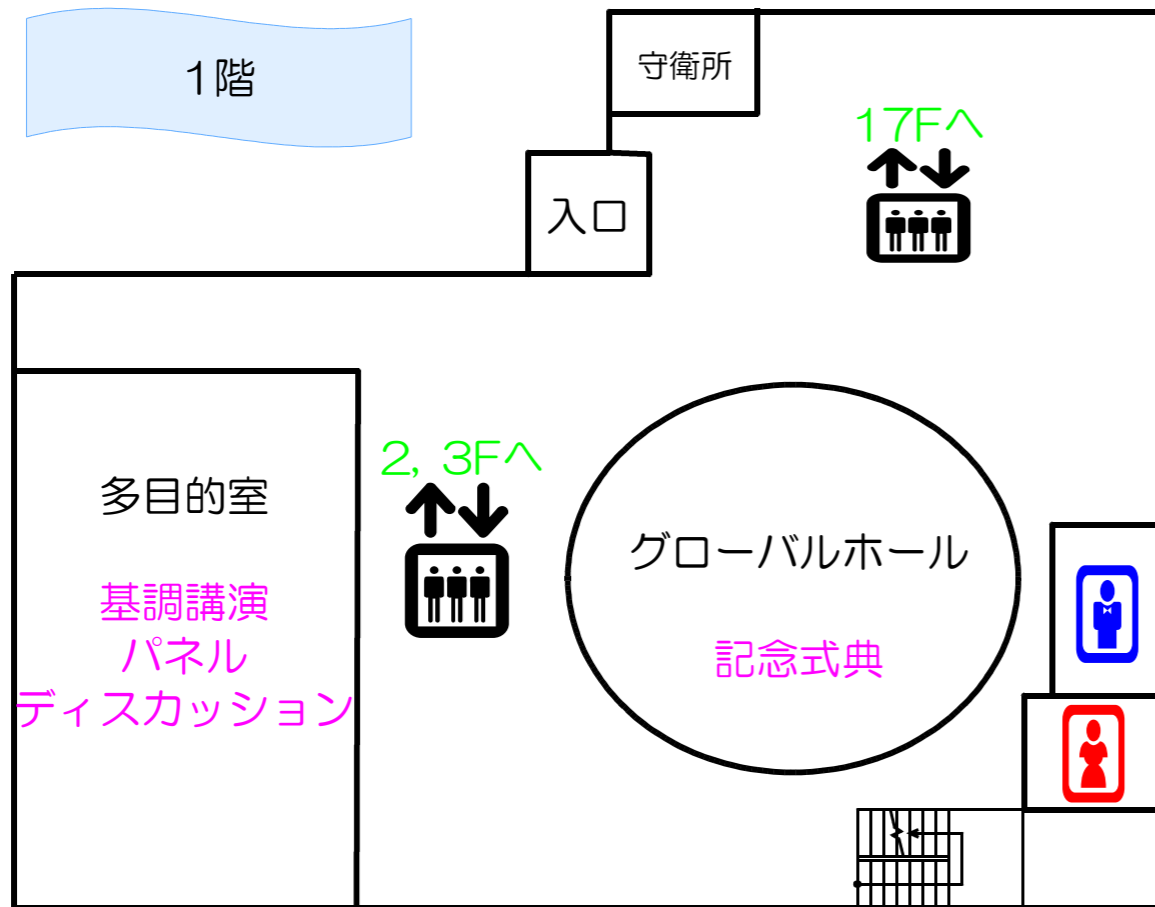 1階
守衛所
17Fへ
入口
2, 3Fへ
多目的室
基調講演
パネル
ディスカッション
グローバルホール
記念式典